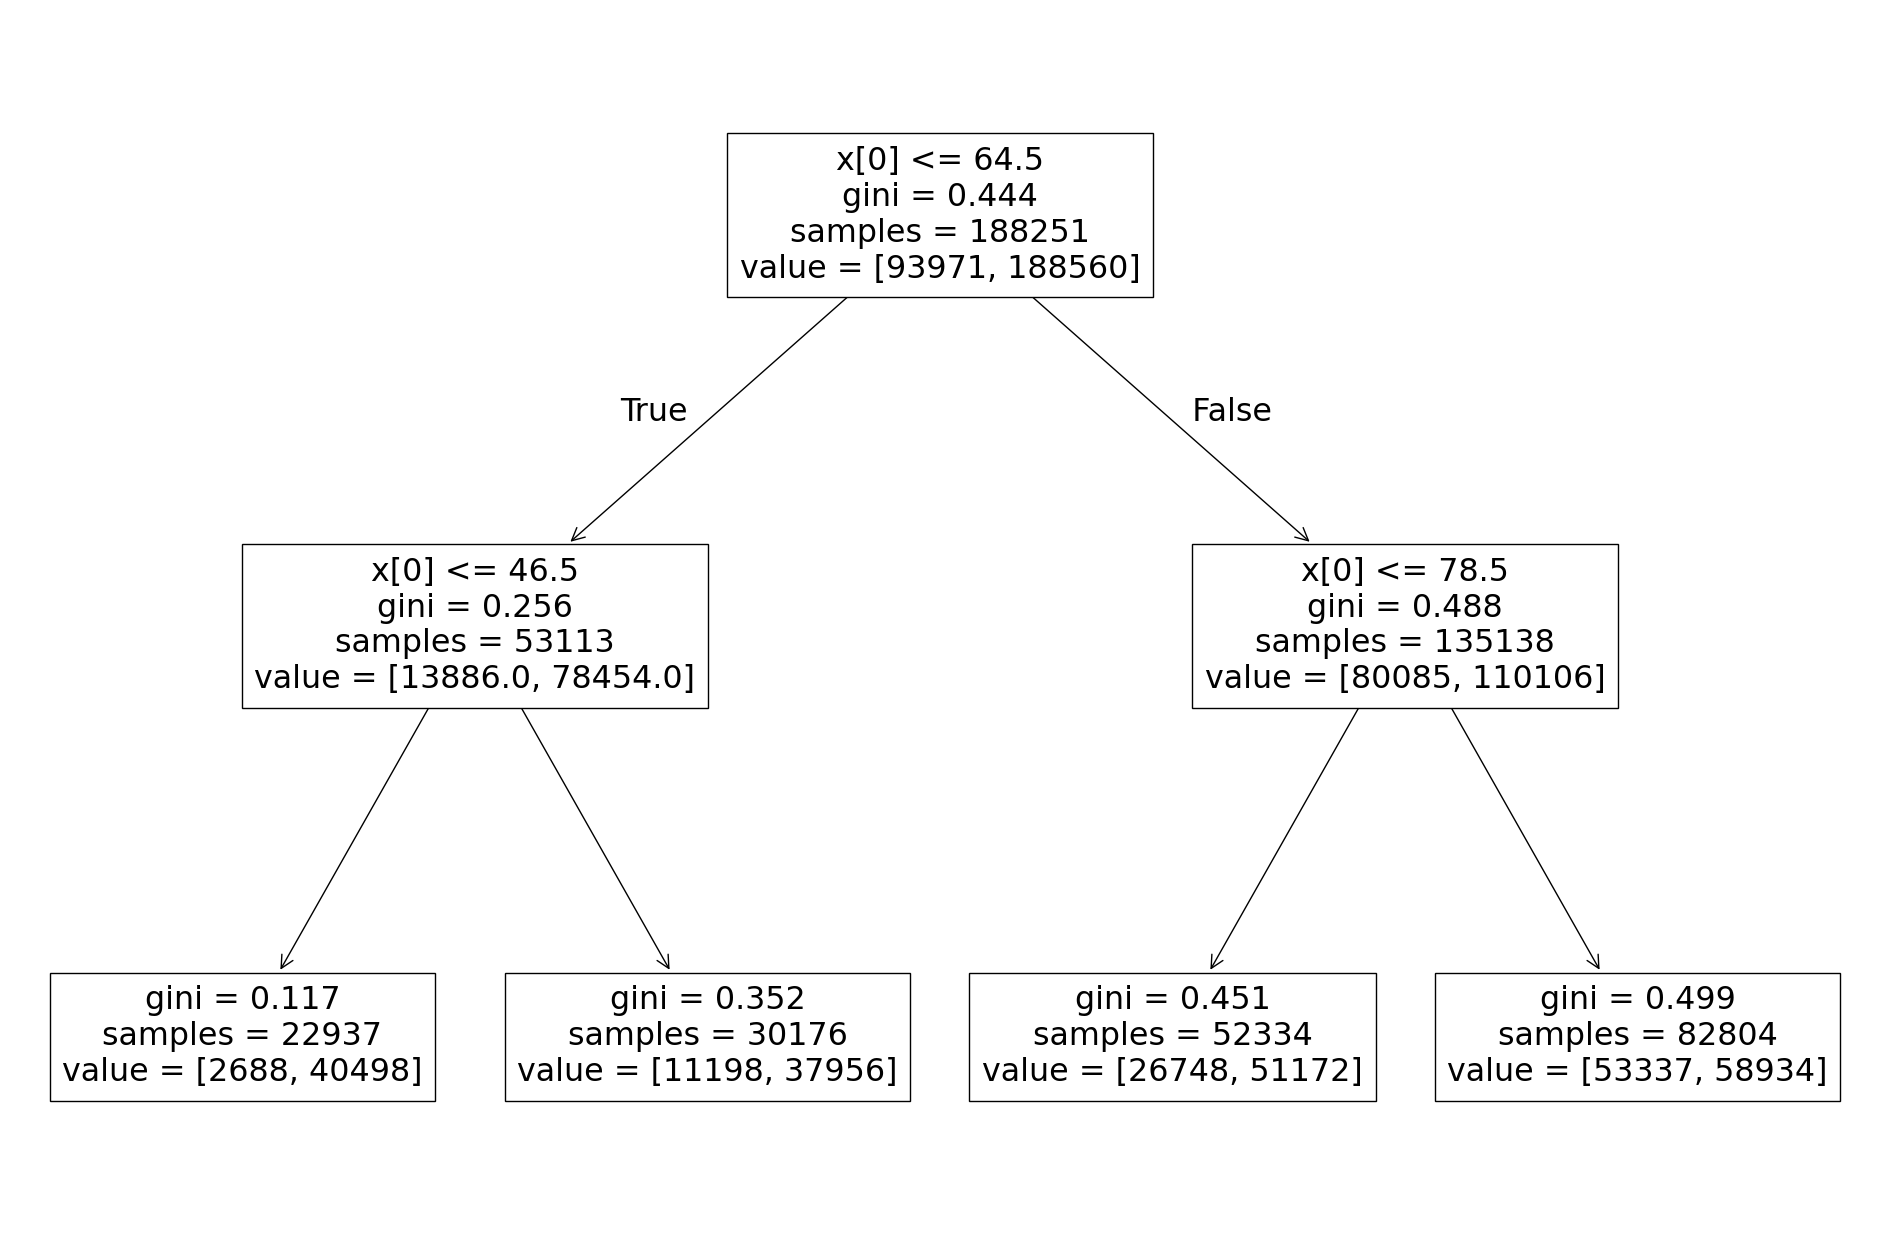 x[0] <= 64.5
gini = 0.444
samples = 188251
value = [93971, 188560]
True
False
x[0] <= 46.5
gini = 0.256
samples = 53113
value = [13886.0, 78454.0]
x[0] <= 78.5
gini = 0.488
samples = 135138
value = [80085, 110106]
gini = 0.117
samples = 22937
value = [2688, 40498]
gini = 0.352
samples = 30176
value = [11198, 37956]
gini = 0.451
samples = 52334
value = [26748, 51172]
gini = 0.499
samples = 82804
value = [53337, 58934]